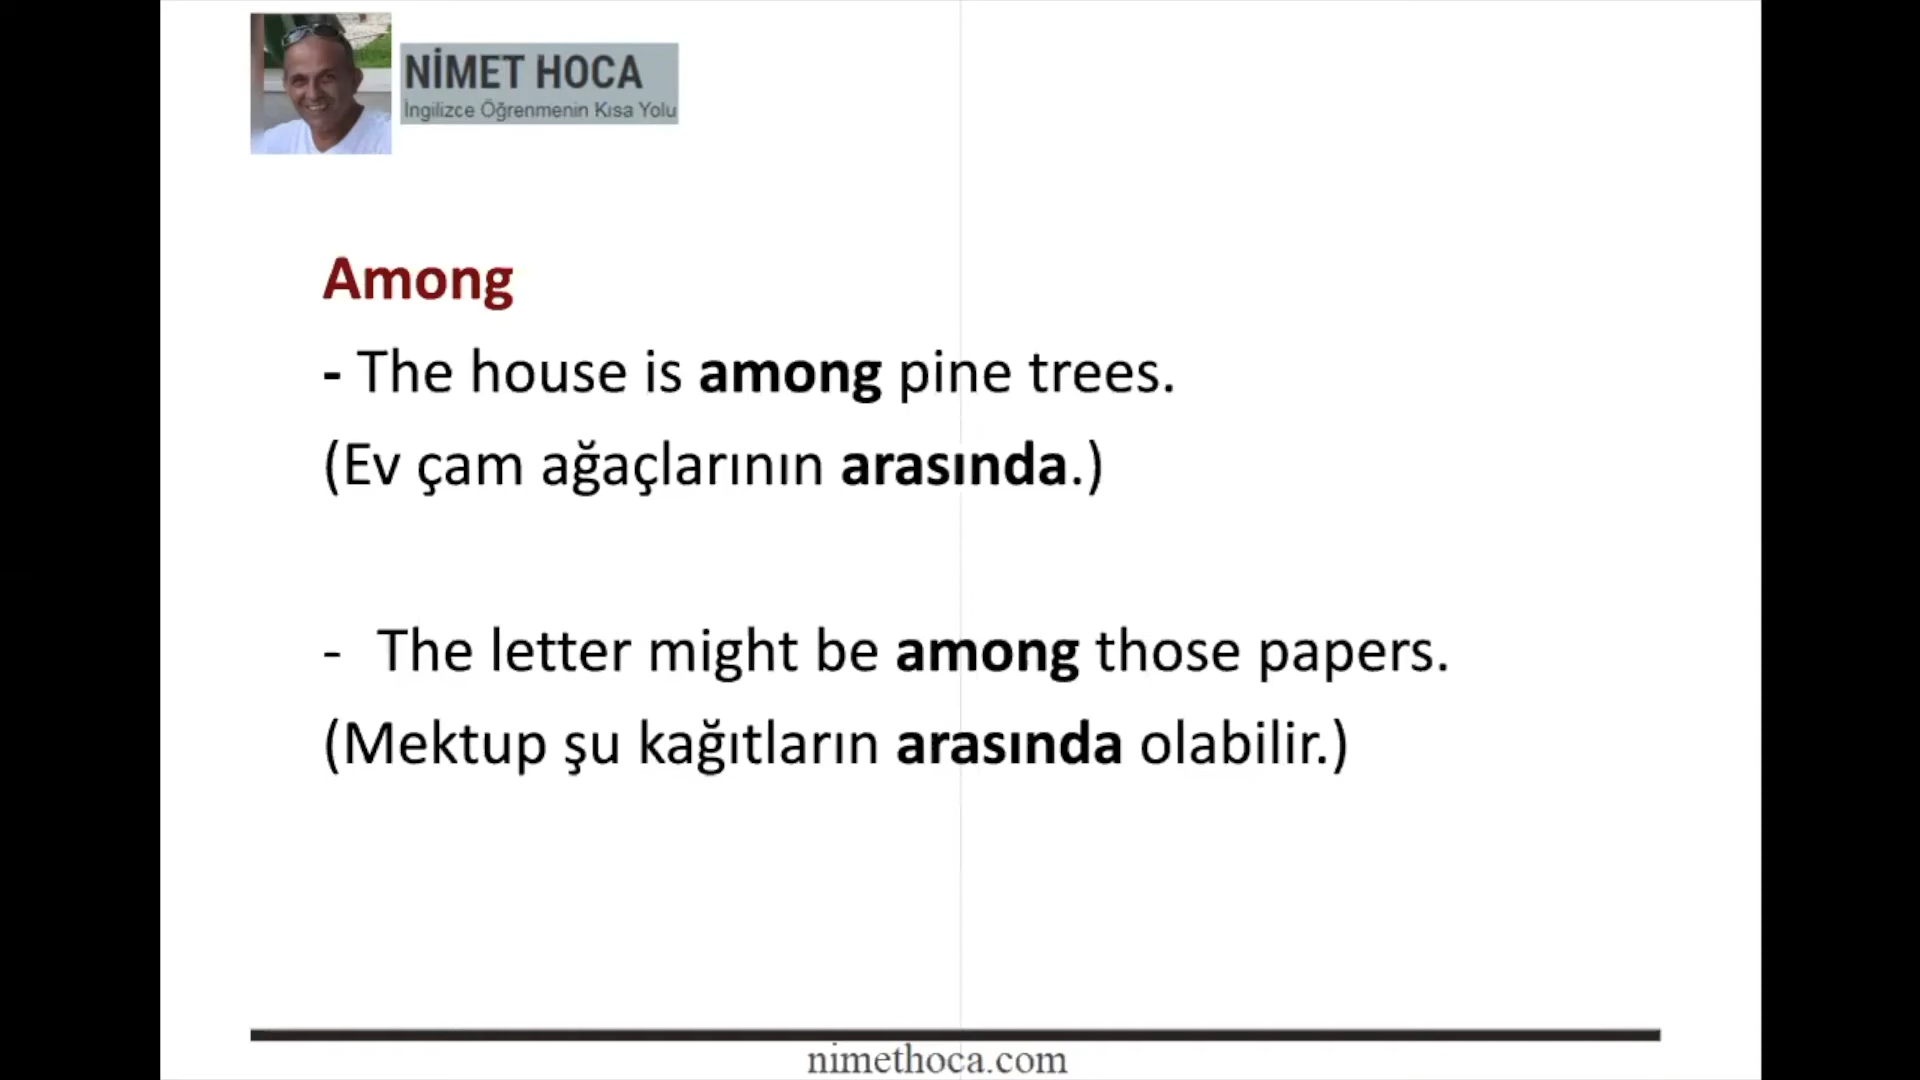 NİMET HOCA
İngilizce Öğrenmenin Kısa Yolu
Among
- The house is among pine trees.
(Ev çam ağaçlarının arasında.)
- The letter might be among those papers.
(Mektup şu kağıtların arasında olabilir.)
nimethoca.com